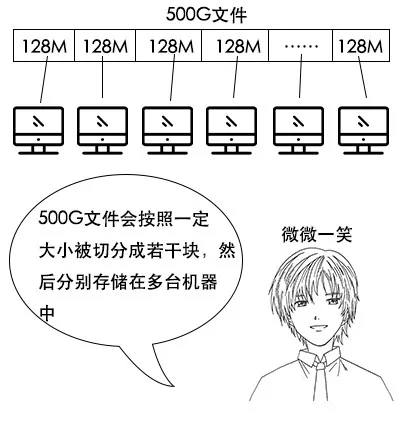 500G文件
128M 128M 128M 128M …… 128M
500G文件会按照一定
大小被切分成若干块，然
后分别存储在多台机器
中
微微一笑